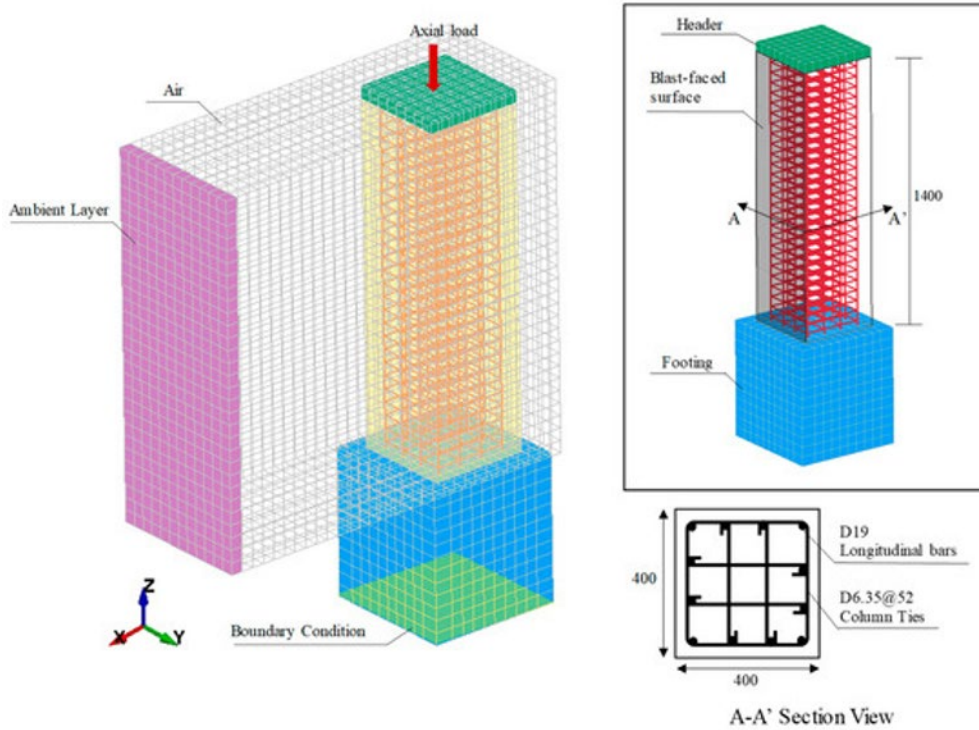 Axial load
Air
Ambient Layer
Z
X
Y
Boundary Condition
Header
Blast-faced
surface
1400
A
A'
Footing
D19
Longitudinal bars
400
D6.35@52
Column Ties
400
A-A' Section View